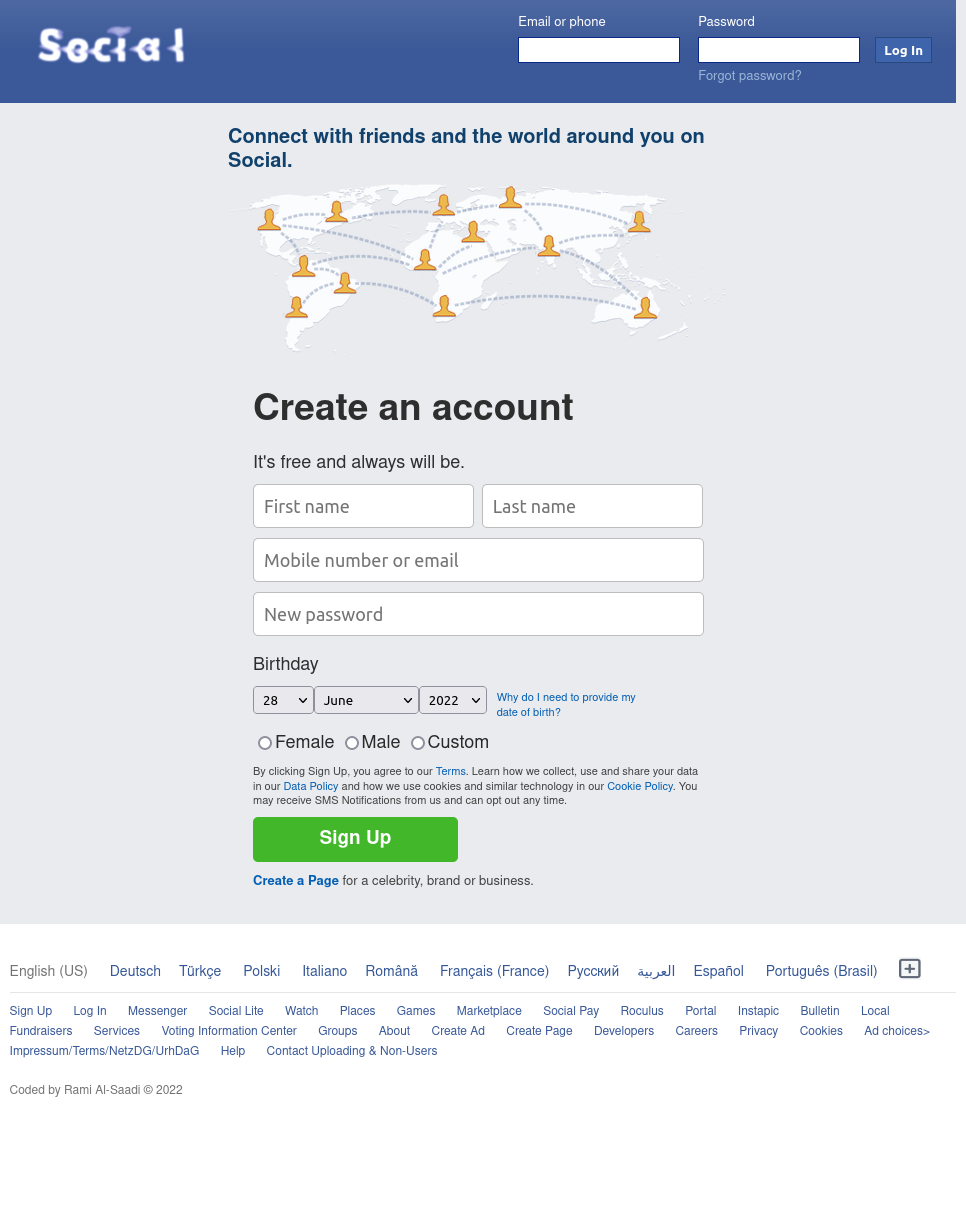 Social
Email or phone
Password
Log In
Forgot password?
Connect with friends and the world around you on
Social.
Create an account
It's free and always will be.
First name
Last name
Mobile number or email
New password
Birthday
28 June 2022
Why do I need to provide my
date of birth?
Female Male Custom
By clicking Sign Up, you agree to our Terms. Learn how we collect, use and share your data
in our Data Policy and how we use cookies and similar technology in our Cookie Policy. You
may receive SMS Notifications from us and can opt out any time.
Sign Up
Create a Page for a celebrity, brand or business.
English (US) Deutsch Türkçe Polski Italiano Română Français (France) Русский العربية Español Português (Brasil)
Sign Up Log In Messenger Social Lite Watch Places Games Marketplace Social Pay Roculus Portal Instapic Bulletin Local
Fundraisers Services Voting Information Center Groups About Create Ad Create Page Developers Careers Privacy Cookies Ad choices>
Impressum/Terms/NetzDG/UrhDaG Help Contact Uploading & Non-Users
Coded by Rami Al-Saadi © 2022